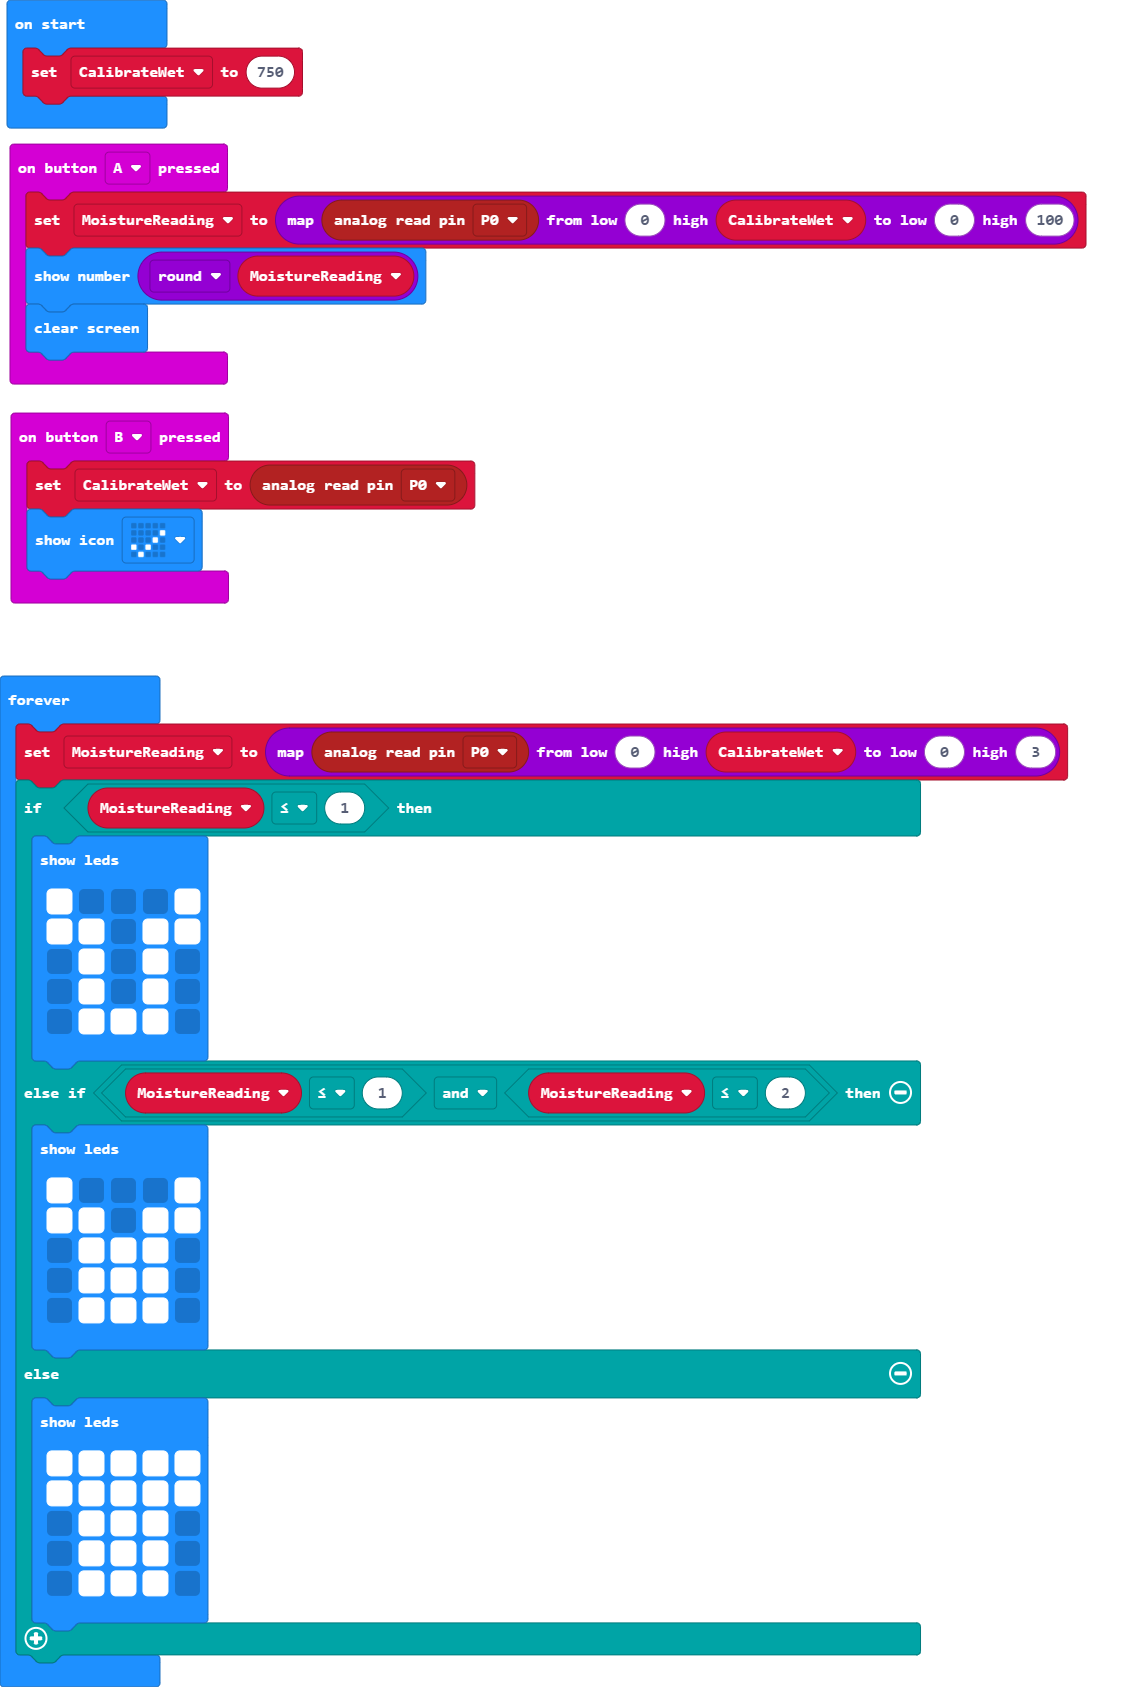 on start
set CalibrateWet to 750
on button A pressed
set MoistureReading to map analog read pin P0 from low 0 high CalibrateWet to low 0 high 100
show number round MoistureReading
clear screen
on button B pressed
set CalibrateWet to analog read pin P0
show icon
forever
set MoistureReading to map analog read pin P0 from low 0 high CalibrateWet to low 0 high 3
if MoistureReading ≤ 1 then
show leds
else if MoistureReading ≤ 1 and MoistureReading ≤ 2 then
show leds
else
show leds